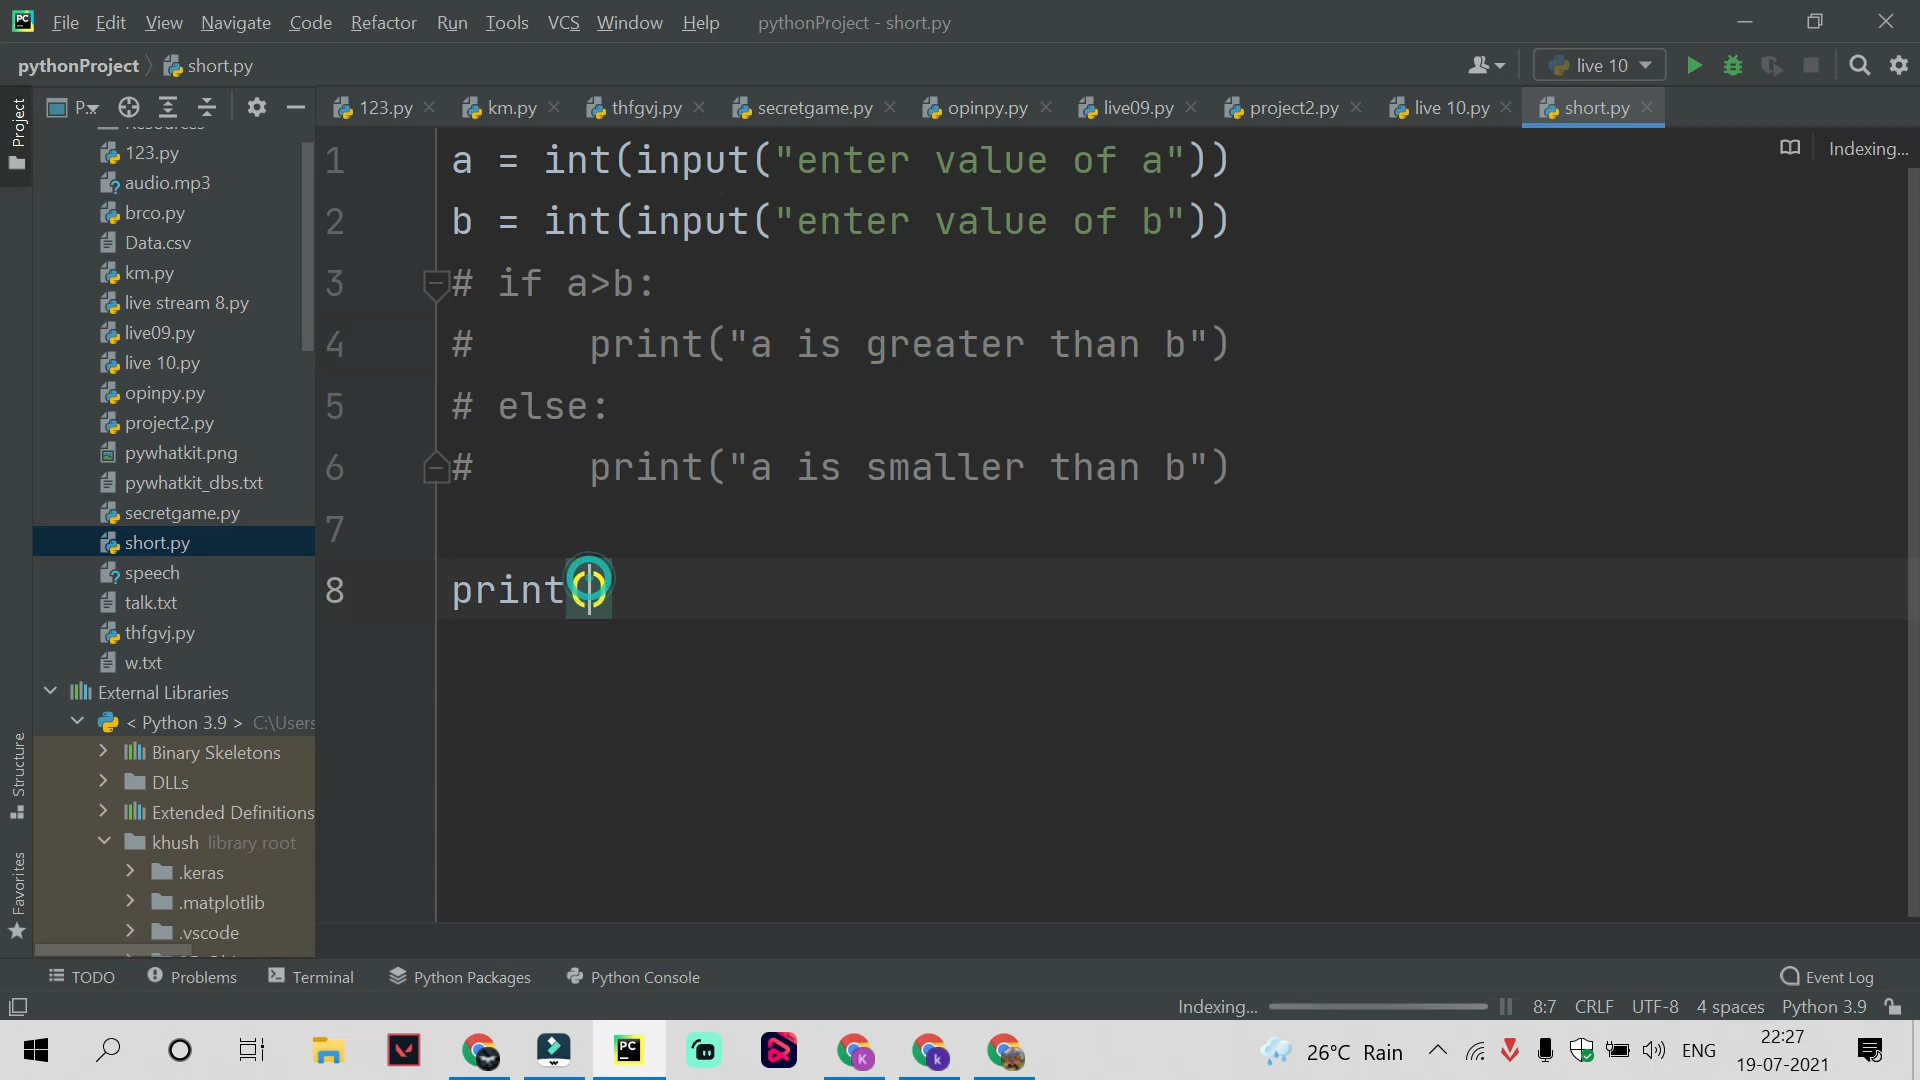 File Edit View Navigate Code Refactor Run Tools VCS Window Help pythonProject - short.py
pythonProject short.py live 10
P... 123.py km.py thfgvj.py secretgame.py opinpy.py live09.py project2.py live 10.py short.py
Project
Structure
Favorites
Resources
123.py
audio.mp3
brco.py
Data.csv
km.py
live stream 8.py
live09.py
live 10.py
opinpy.py
project2.py
pywhatkit.png
pywhatkit_dbs.txt
secretgame.py
short.py
speech
talk.txt
thfgvj.py
w.txt
External Libraries
< Python 3.9 > C:\Users
Binary Skeletons
DLLs
Extended Definitions
khush library root
.keras
.matplotlib
.vscode
Indexing...
1 a = int(input("enter value of a"))
2 b = int(input("enter value of b"))
3 # if a>b:
4 #     print("a is greater than b")
5 # else:
6 #     print("a is smaller than b")
7
8 print()
TODO Problems Terminal Python Packages Python Console Event Log
Indexing... 8:7 CRLF UTF-8 4 spaces Python 3.9
26°C Rain ENG 22:27
19-07-2021